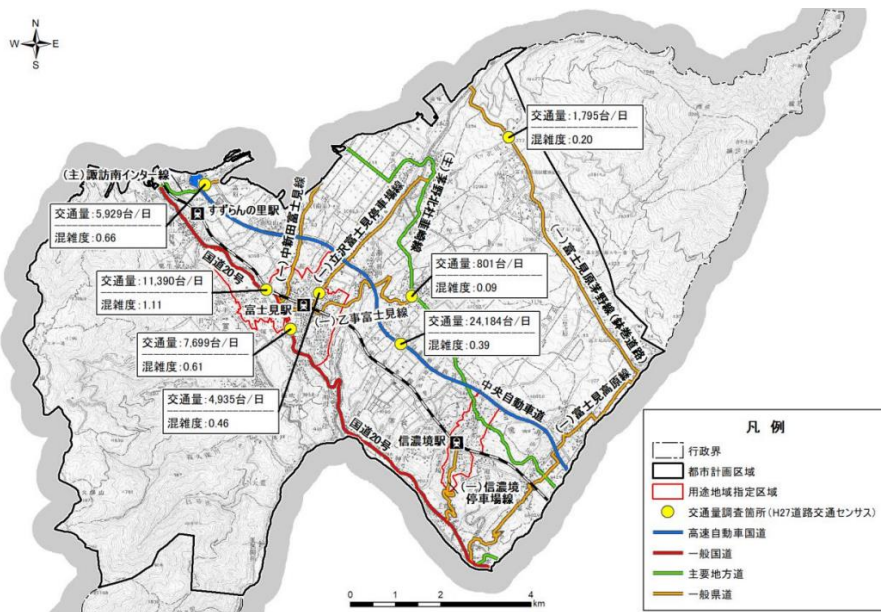 N
W E
S
交通量:1,795台/日
混雑度:0.20
(主)諏訪南インター線
すずらんの里駅
交通量:5,929台/日
混雑度:0.66
(一)中新田富士見線
(一)立沢富士見停車場線
(主)茅野北杜韮崎線
(一)富士見原茅野線(鉢巻道路)
国道20号
交通量:11,390台/日
混雑度:1.11
富士見駅
(一)乙事富士見線
交通量:801台/日
混雑度:0.09
交通量:24,184台/日
混雑度:0.39
交通量:7,699台/日
混雑度:0.61
交通量:4,935台/日
混雑度:0.46
中央自動車道
国道20号
信濃境駅
(一)信濃境
停車場線
凡 例
行政界
都市計画区域
用途地域指定区域
交通量調査箇所(H27道路交通センサス)
高速自動車国道
一般国道
主要地方道
一般県道
0 1 2 4
km